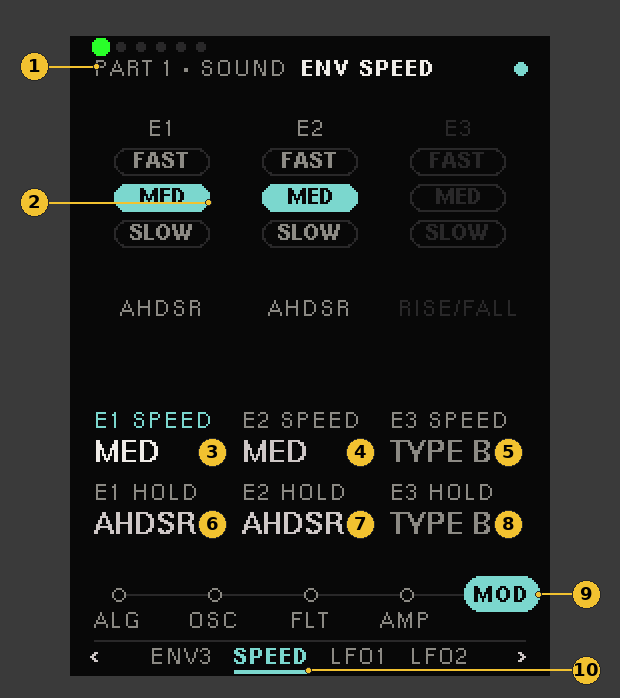 1 PART 1 · SOUND ENV SPEED
E1 E2 E3
FAST FAST FAST
2 MED MED MED
SLOW SLOW SLOW
AHDSR AHDSR RISE/FALL
E1 SPEED E2 SPEED E3 SPEED
MED 3 MED 4 TYPE B 5
E1 HOLD E2 HOLD E3 HOLD
AHDSR 6 AHDSR 7 TYPE B 8
MOD 9
ALG OSC FLT AMP
< ENV3 SPEED LFO1 LFO2 > 10